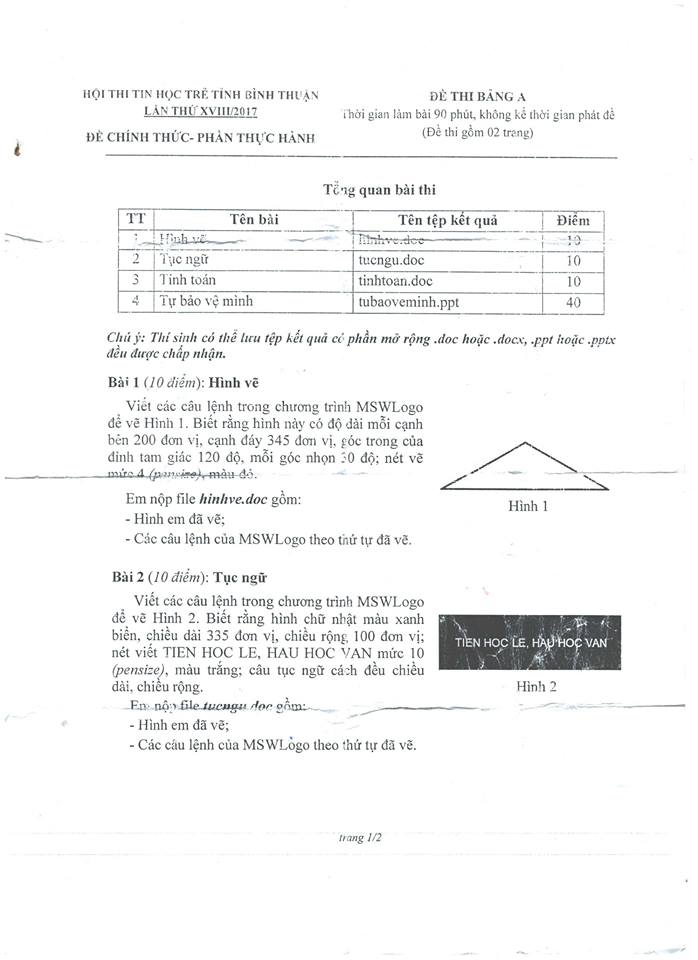 HỘI THI TIN HỌC TRẺ TỈNH BÌNH THUẬN
LẦN THỨ XVIII/2017
ĐỀ CHÍNH THỨC- PHẦN THỰC HÀNH
ĐỀ THI BẢNG A
Thời gian làm bài 90 phút, không kể thời gian phát đề
(Đề thi gồm 02 trang)
Tổng quan bài thi
TT Tên bài Tên tệp kết quả Điểm
1 Hình vẽ hinhve.doc 10
2 Tục ngữ tucngu.doc 10
3 Tính toán tinhtoan.doc 10
4 Tự bảo vệ mình tubaoveminh.ppt 40
Chú ý: Thí sinh có thể lưu tệp kết quả có phần mở rộng .doc hoặc .docx, .ppt hoặc .pptx
đều được chấp nhận.
Bài 1 (10 điểm): Hình vẽ
Viết các câu lệnh trong chương trình MSWLogo
để vẽ Hình 1. Biết rằng hình này có độ dài mỗi cạnh
bên 200 đơn vị, cạnh đáy 345 đơn vị, góc trong của
đỉnh tam giác 120 độ, mỗi góc nhọn 30 độ; nét vẽ
mức 4 (pensize), màu đỏ.
Hình 1
Em nộp file hinhve.doc gồm:
- Hình em đã vẽ;
- Các câu lệnh của MSWLogo theo thứ tự đã vẽ.
Bài 2 (10 điểm): Tục ngữ
Viết các câu lệnh trong chương trình MSWLogo
để vẽ Hình 2. Biết rằng hình chữ nhật màu xanh
biển, chiều dài 335 đơn vị, chiều rộng 100 đơn vị;
nét viết TIEN HOC LE, HAU HOC VAN mức 10
(pensize), màu trắng; câu tục ngữ cách đều chiều
dài, chiều rộng.
TIEN HOC LE, HAU HOC VAN
Hình 2
Em nộp file tucngu.doc gồm:
- Hình em đã vẽ;
- Các câu lệnh của MSWLogo theo thứ tự đã vẽ.
trang 1/2